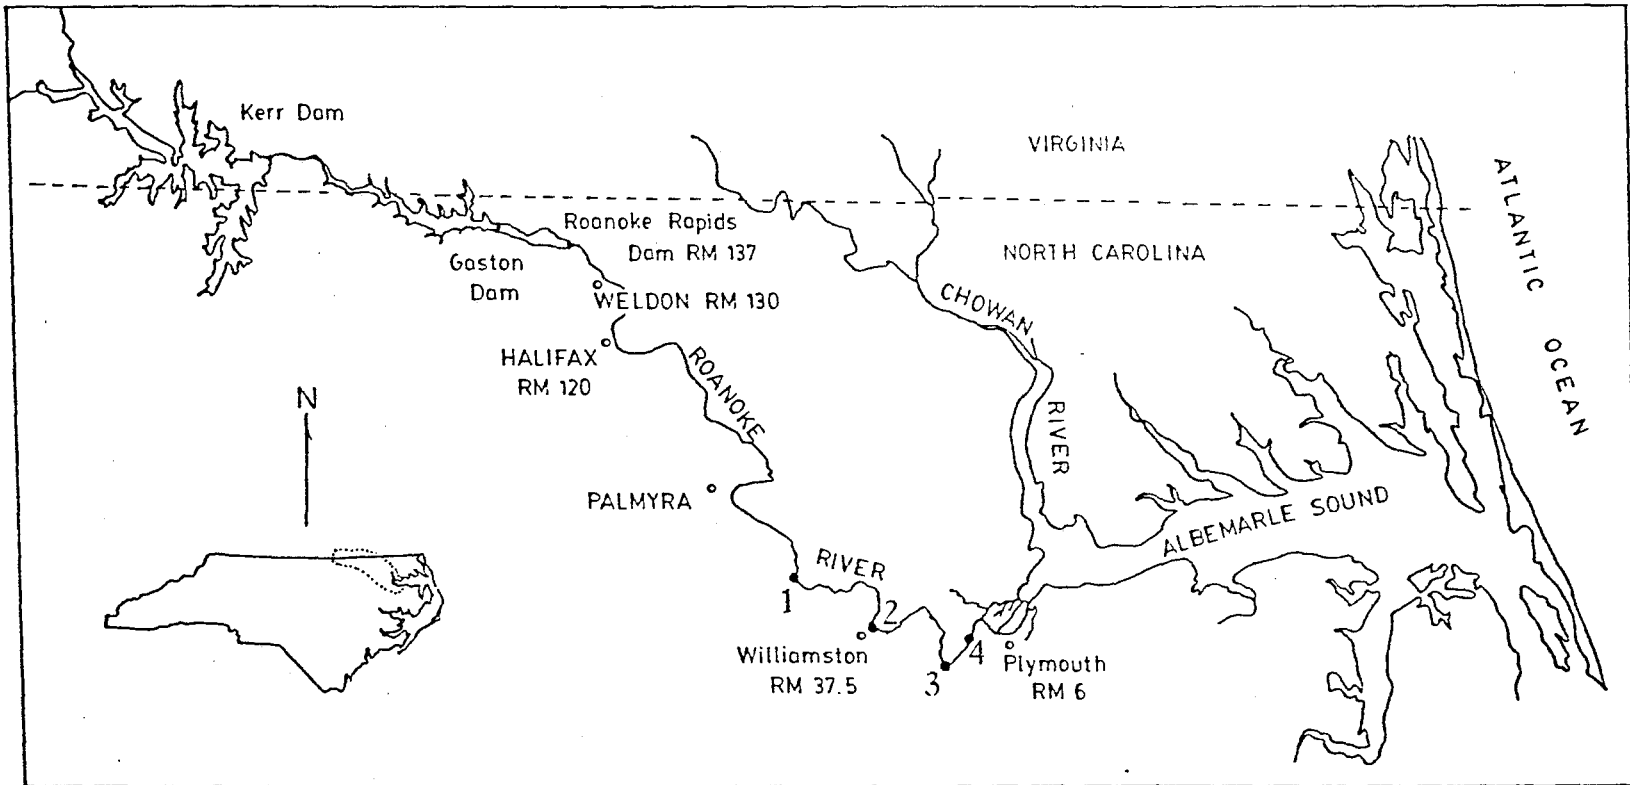 Kerr Dam
VIRGINIA
ATLANTIC OCEAN
Roanoke Rapids
Dam RM 137
NORTH CAROLINA
Gaston
Dam
WELDON RM 130
CHOWAN RIVER
HALIFAX
RM 120
ROANOKE RIVER
N
PALMYRA
ALBEMARLE SOUND
1
2
Williamston
RM 37.5
3
4
Plymouth
RM 6